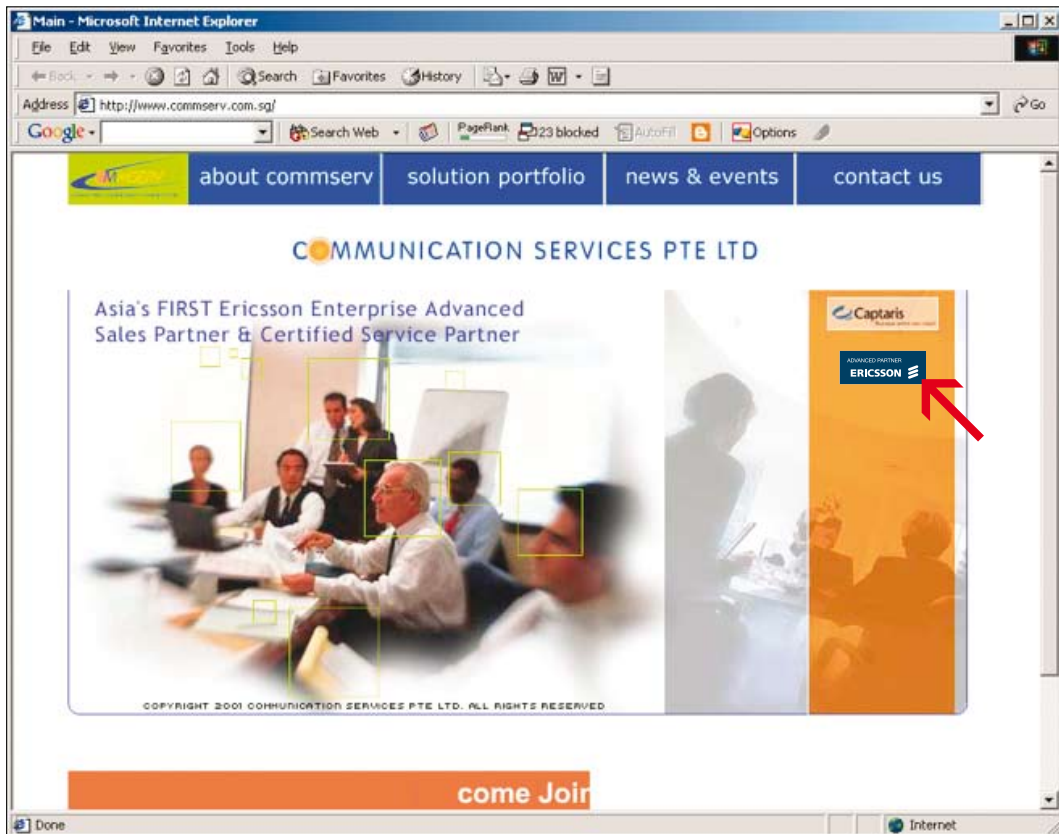 Main - Microsoft Internet Explorer
File Edit View Favorites Tools Help
Back Search Favorites History
Address http://www.commserv.com.sg/ Go
Google Search Web PageRank 23 blocked AutoFill Options
about commserv solution portfolio news & events contact us
COMMUNICATION SERVICES PTE LTD
Asia's FIRST Ericsson Enterprise Advanced
Sales Partner & Certified Service Partner
Captaris
ADVANCED PARTNER
ERICSSON
COPYRIGHT 2001 COMMUNICATION SERVICES PTE LTD. ALL RIGHTS RESERVED
come Join
Done Internet